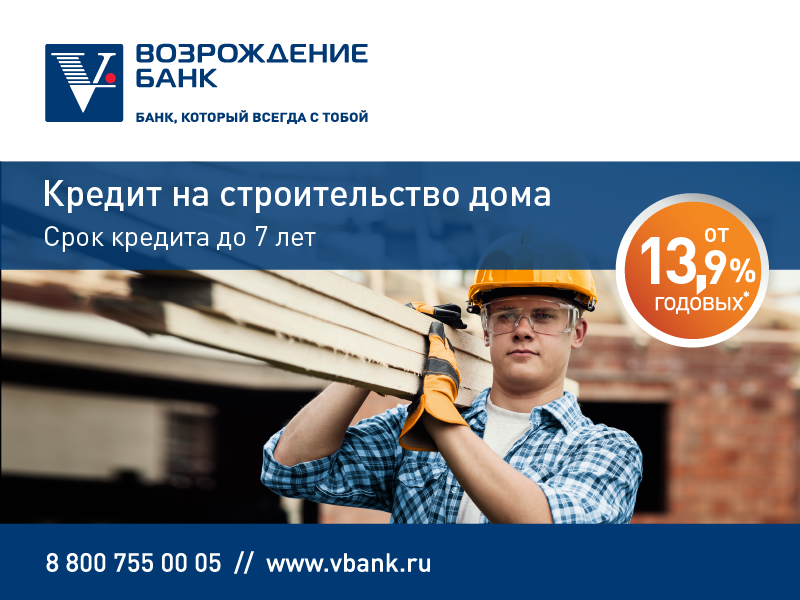 ВОЗРОЖДЕНИЕ
БАНК
БАНК, КОТОРЫЙ ВСЕГДА С ТОБОЙ
Кредит на строительство дома
Срок кредита до 7 лет
от
13,9%
годовых*
8 800 755 00 05 // www.vbank.ru